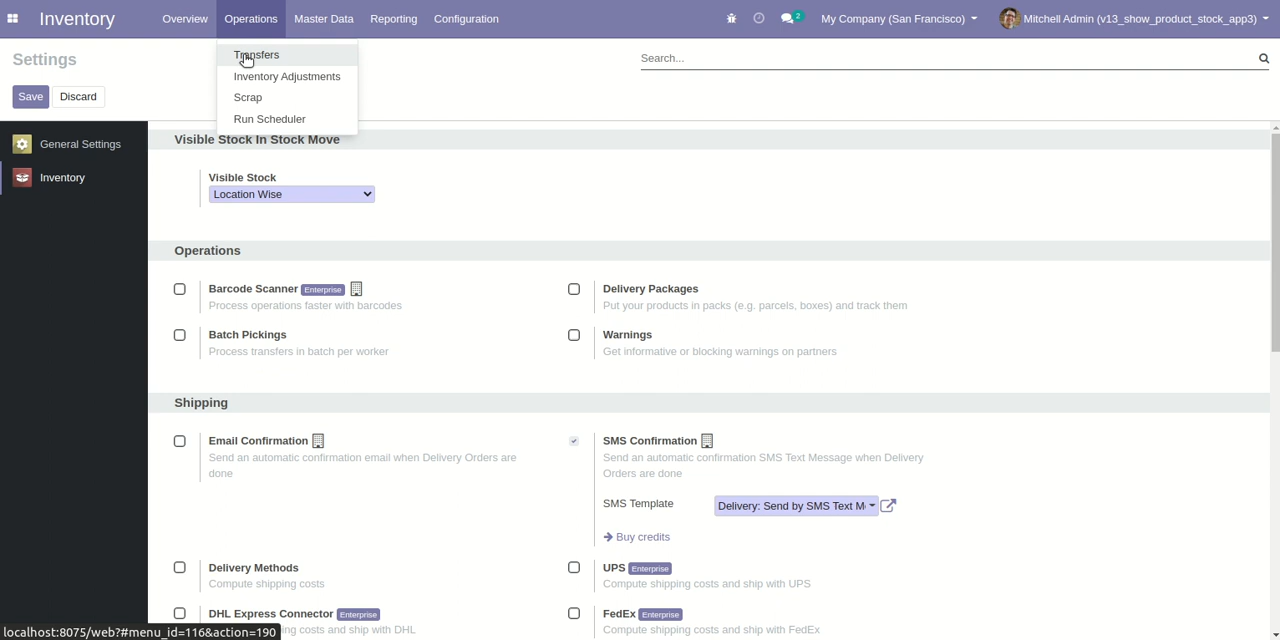 Inventory Overview Operations Master Data Reporting Configuration 2 My Company (San Francisco) Mitchell Admin (v13_show_product_stock_app3)
Settings
Search...
Transfers
Inventory Adjustments
Scrap
Run Scheduler
Save Discard
General Settings
Inventory
Visible Stock In Stock Move
Visible Stock
Location Wise
Operations
Barcode Scanner Enterprise
Process operations faster with barcodes
Delivery Packages
Put your products in packs (e.g. parcels, boxes) and track them
Batch Pickings
Process transfers in batch per worker
Warnings
Get informative or blocking warnings on partners
Shipping
Email Confirmation
Send an automatic confirmation email when Delivery Orders are
done
SMS Confirmation
Send an automatic confirmation SMS Text Message when Delivery
Orders are done
SMS Template Delivery: Send by SMS Text M
Buy credits
Delivery Methods
Compute shipping costs
UPS Enterprise
Compute shipping costs and ship with UPS
DHL Express Connector Enterprise
ing costs and ship with DHL
FedEx Enterprise
Compute shipping costs and ship with FedEx
localhost:8075/web?#menu_id=116&action=190